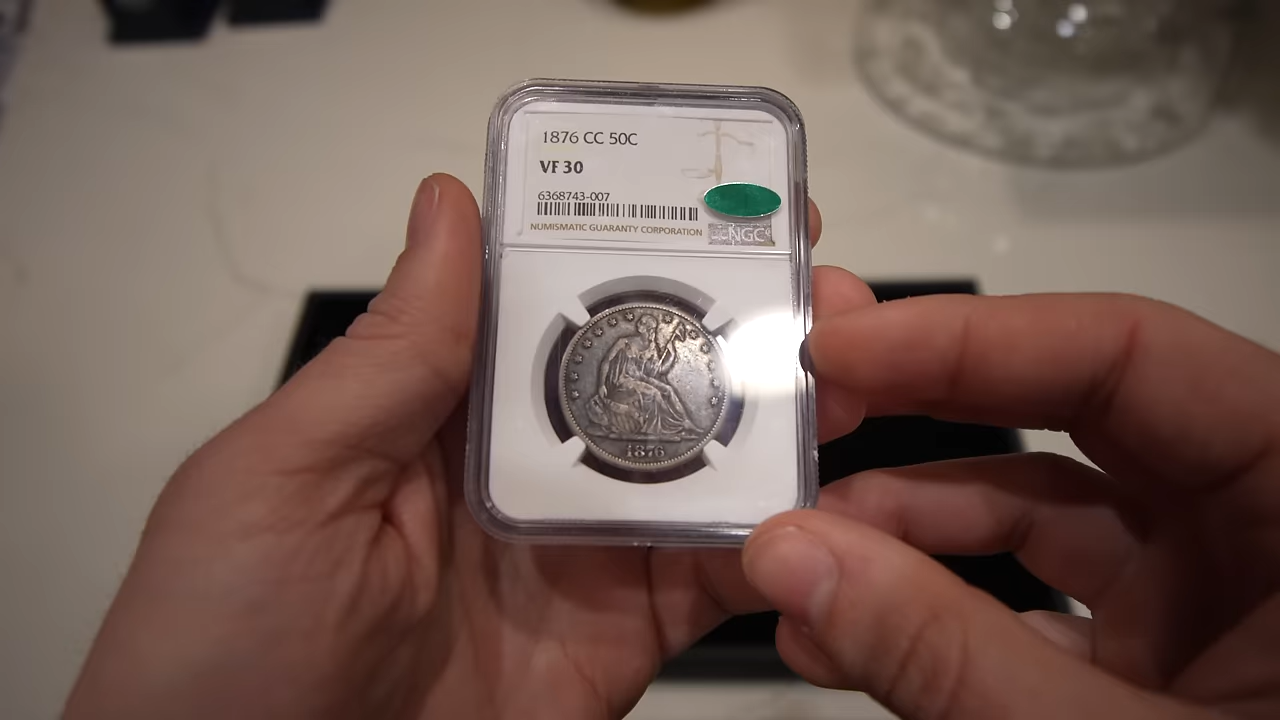 1876 CC 50C
VF 30
6368743-007
NUMISMATIC GUARANTY CORPORATION
NGC
1876